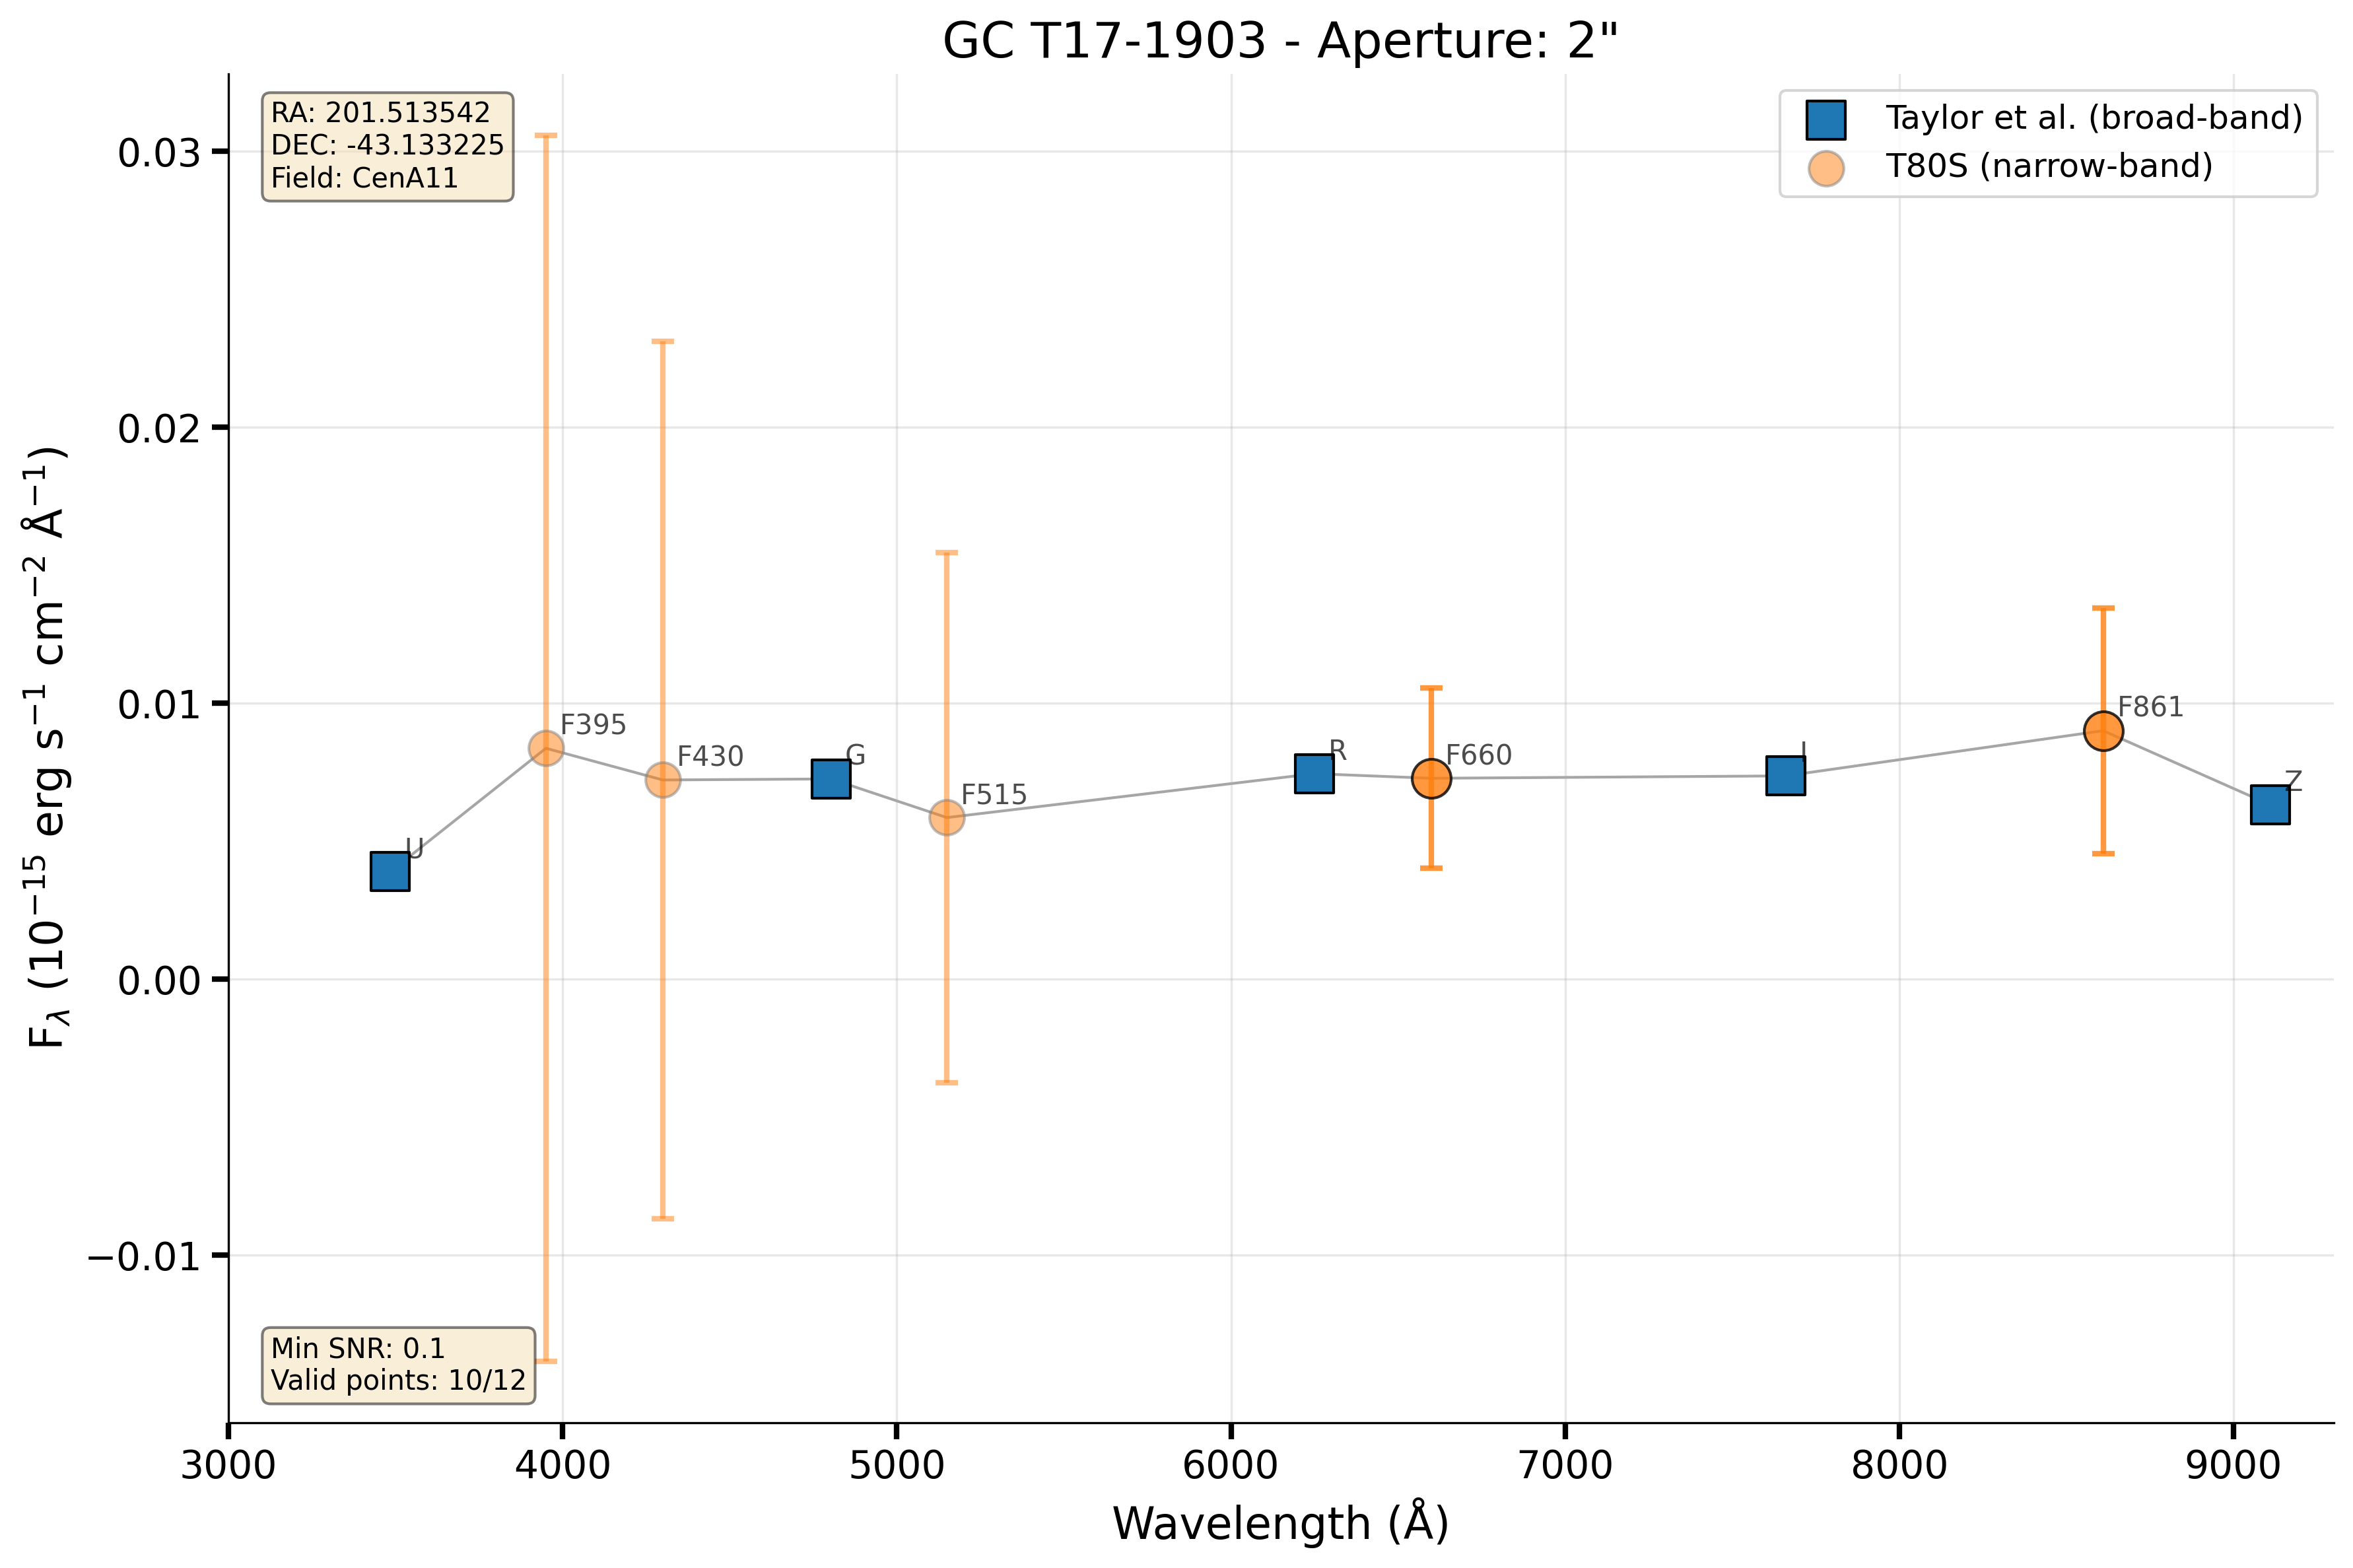 GC T17-1903 - Aperture: 2"
RA: 201.513542
DEC: -43.133225
Field: CenA11
Taylor et al. (broad-band)
T80S (narrow-band)
0.03
0.02
0.01
0.00
−0.01
F𝜆 (10⁻¹⁵ erg s⁻¹ cm⁻² Å⁻¹)
U
F395
F430
G
F515
R
F660
I
F861
Z
Min SNR: 0.1
Valid points: 10/12
3000
4000
5000
6000
7000
8000
9000
Wavelength (Å)